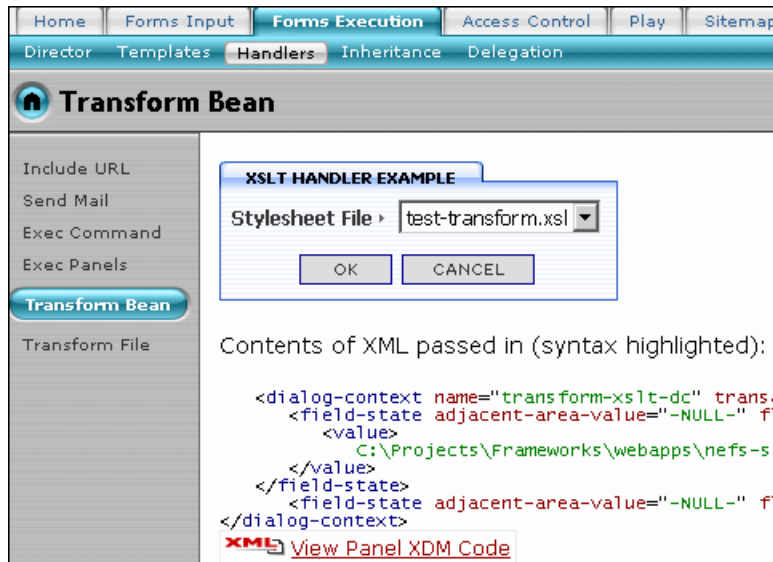 Home Forms Input Forms Execution Access Control Play Sitemap
Director Templates Handlers Inheritance Delegation
Transform Bean
Include URL
Send Mail
Exec Command
Exec Panels
Transform Bean
Transform File
XSLT HANDLER EXAMPLE
Stylesheet File test-transform.xsl
OK CANCEL
Contents of XML passed in (syntax highlighted):
<dialog-context name="transform-xslt-dc" trans
<field-state adjacent-area-value="-NULL-" f
<value>
C:\Projects\Frameworks\webapps\nefs-s
</value>
</field-state>
<field-state adjacent-area-value="-NULL-" f
</dialog-context>
XML View Panel XDM Code